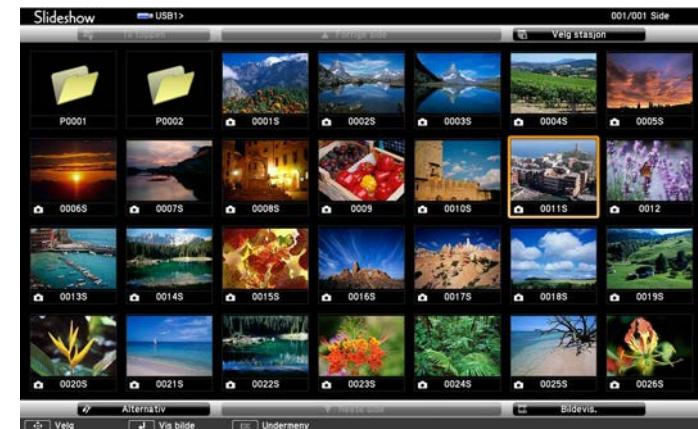 Slideshow USB1> 001/001 Side
Til toppen ▲ Forrige side Velg stasjon
P0001 P0002 0001S 0002S 0003S 0004S 0005S
0006S 0007S 0008S 0009 0010S 0011S 0012
0013S 0014S 0015S 0016S 0017S 0018S 0019S
0020S 0021S 0022S 0023S 0024S 0025S 0026S
Alternativ ▼ Neste side Bildevis.
Velg Vis bilde Esc Undermeny